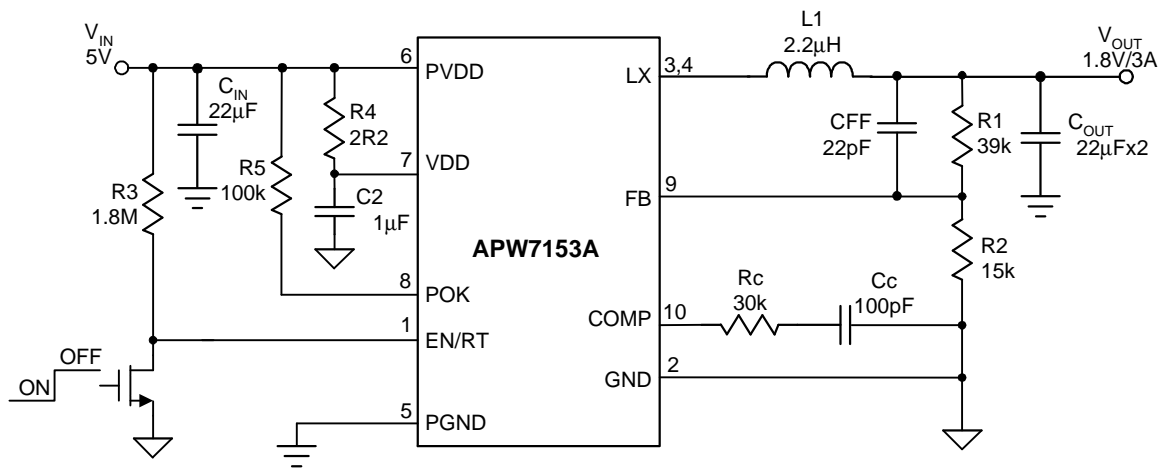 V_IN
5V
C_IN
22µF
R3
1.8M
R5
100k
R4
2R2
C2
1µF
OFF
ON
6
PVDD
7
VDD
8
POK
1
EN/RT
5
PGND
APW7153A
LX
3,4
FB
9
COMP
10
GND
2
L1
2.2µH
CFF
22pF
R1
39k
C_OUT
22µFx2
V_OUT
1.8V/3A
R2
15k
Rc
30k
Cc
100pF